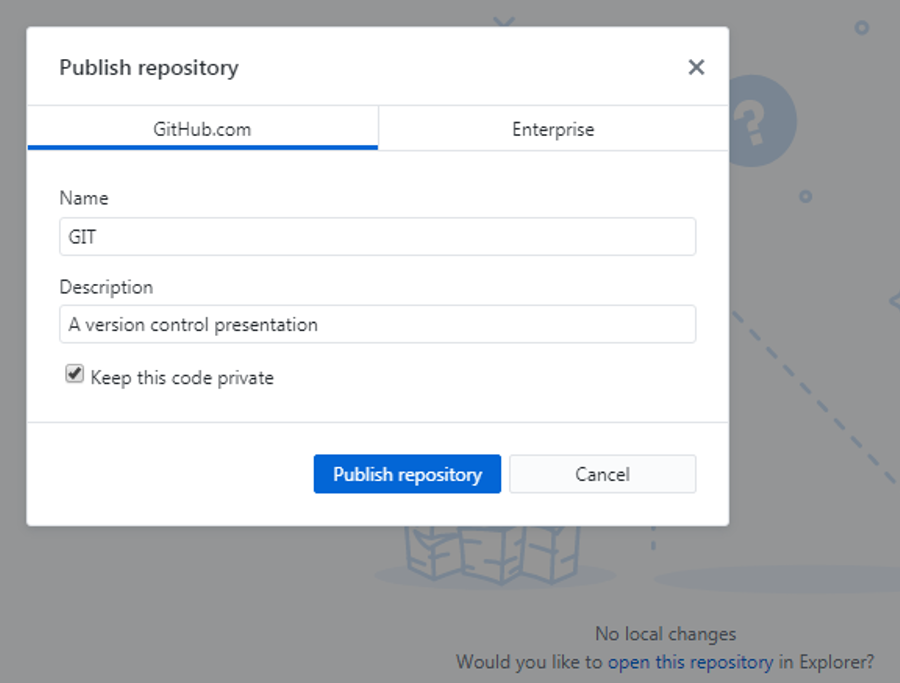 Publish repository
GitHub.com
Enterprise
Name
GIT
Description
A version control presentation
Keep this code private
Publish repository
Cancel
No local changes
Would you like to open this repository in Explorer?